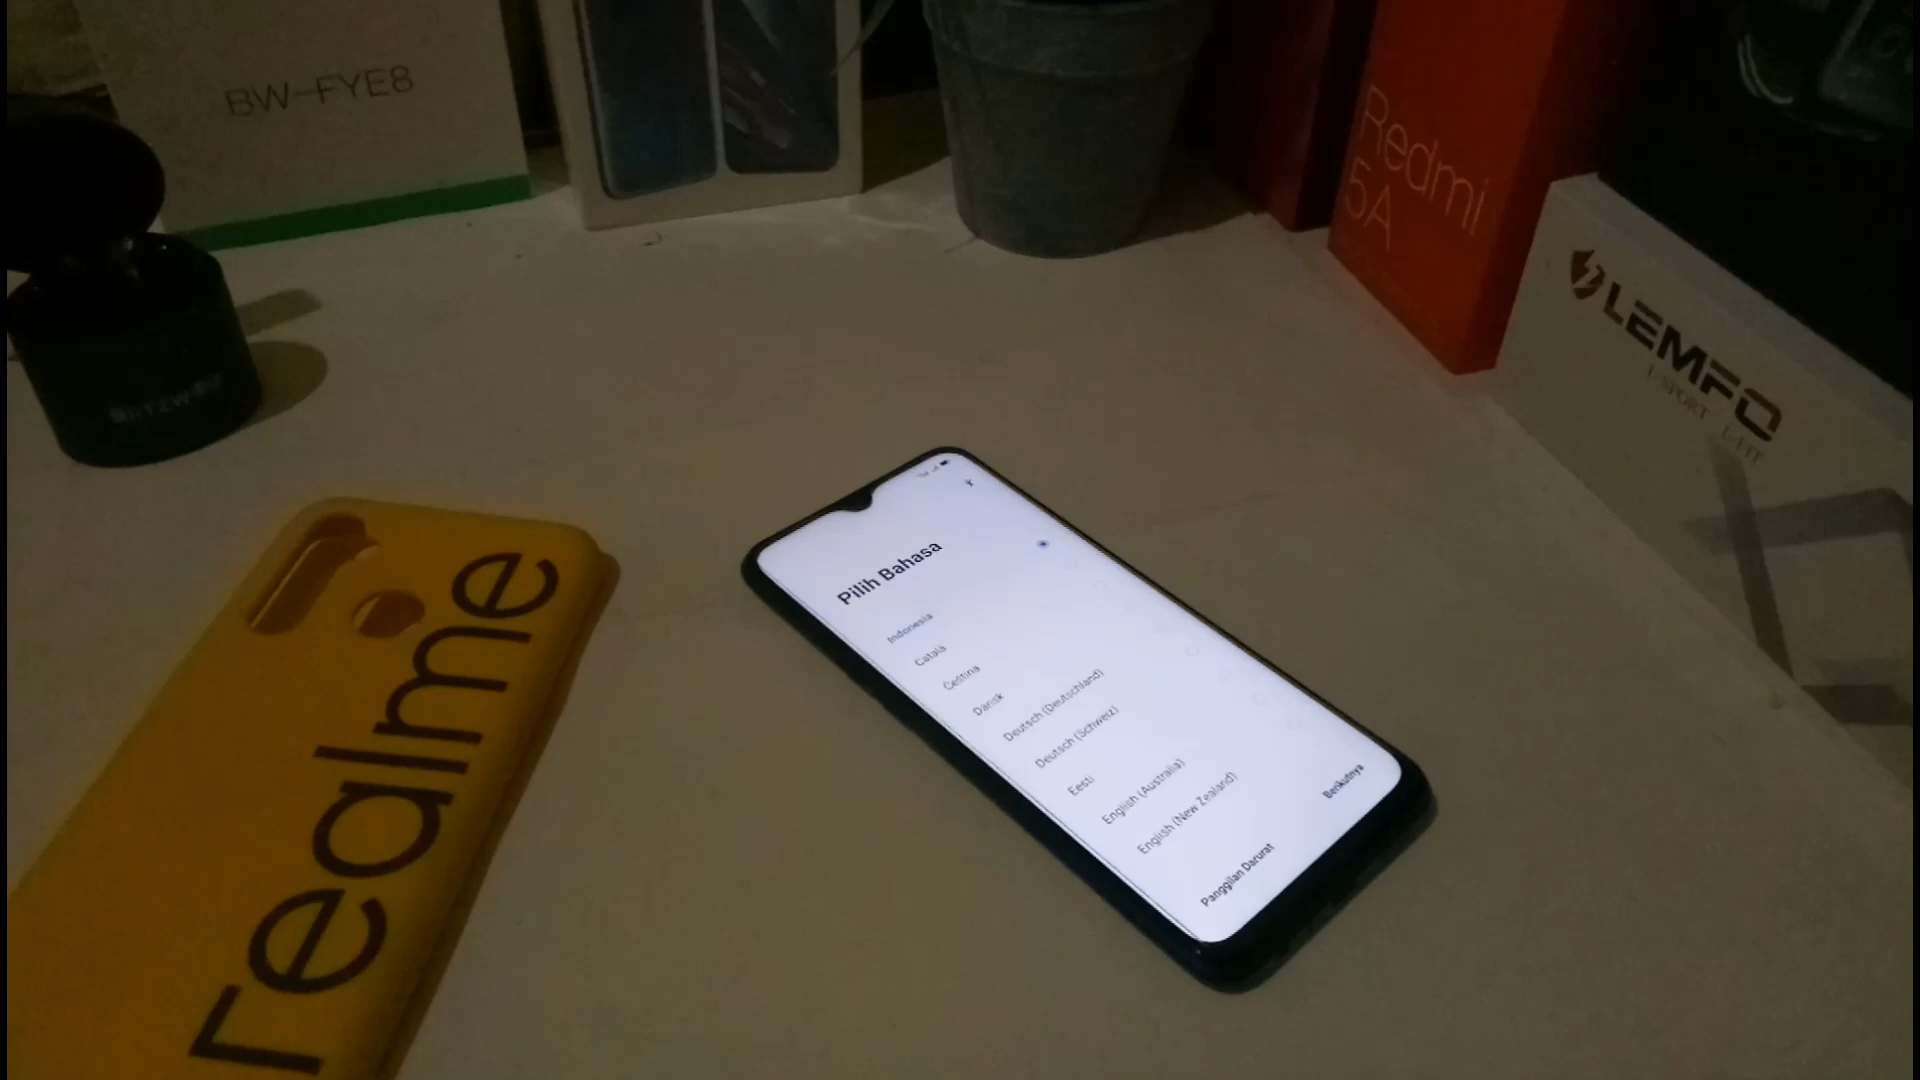 BW-FYE8
Redmi
5A
LEMFO
BLITZWOLF
realme
Pilih Bahasa
Indonesia
Català
Čeština
Dansk
Deutsch (Deutschland)
Deutsch (Schweiz)
Eesti
English (Australia)
English (New Zealand)
Berikutnya
Panggilan Darurat